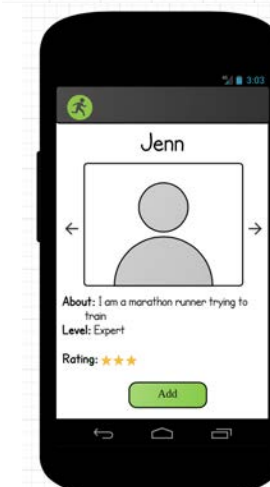 3:03
Jenn
About: I am a marathon runner trying to
train
Level: Expert
Rating:
Add